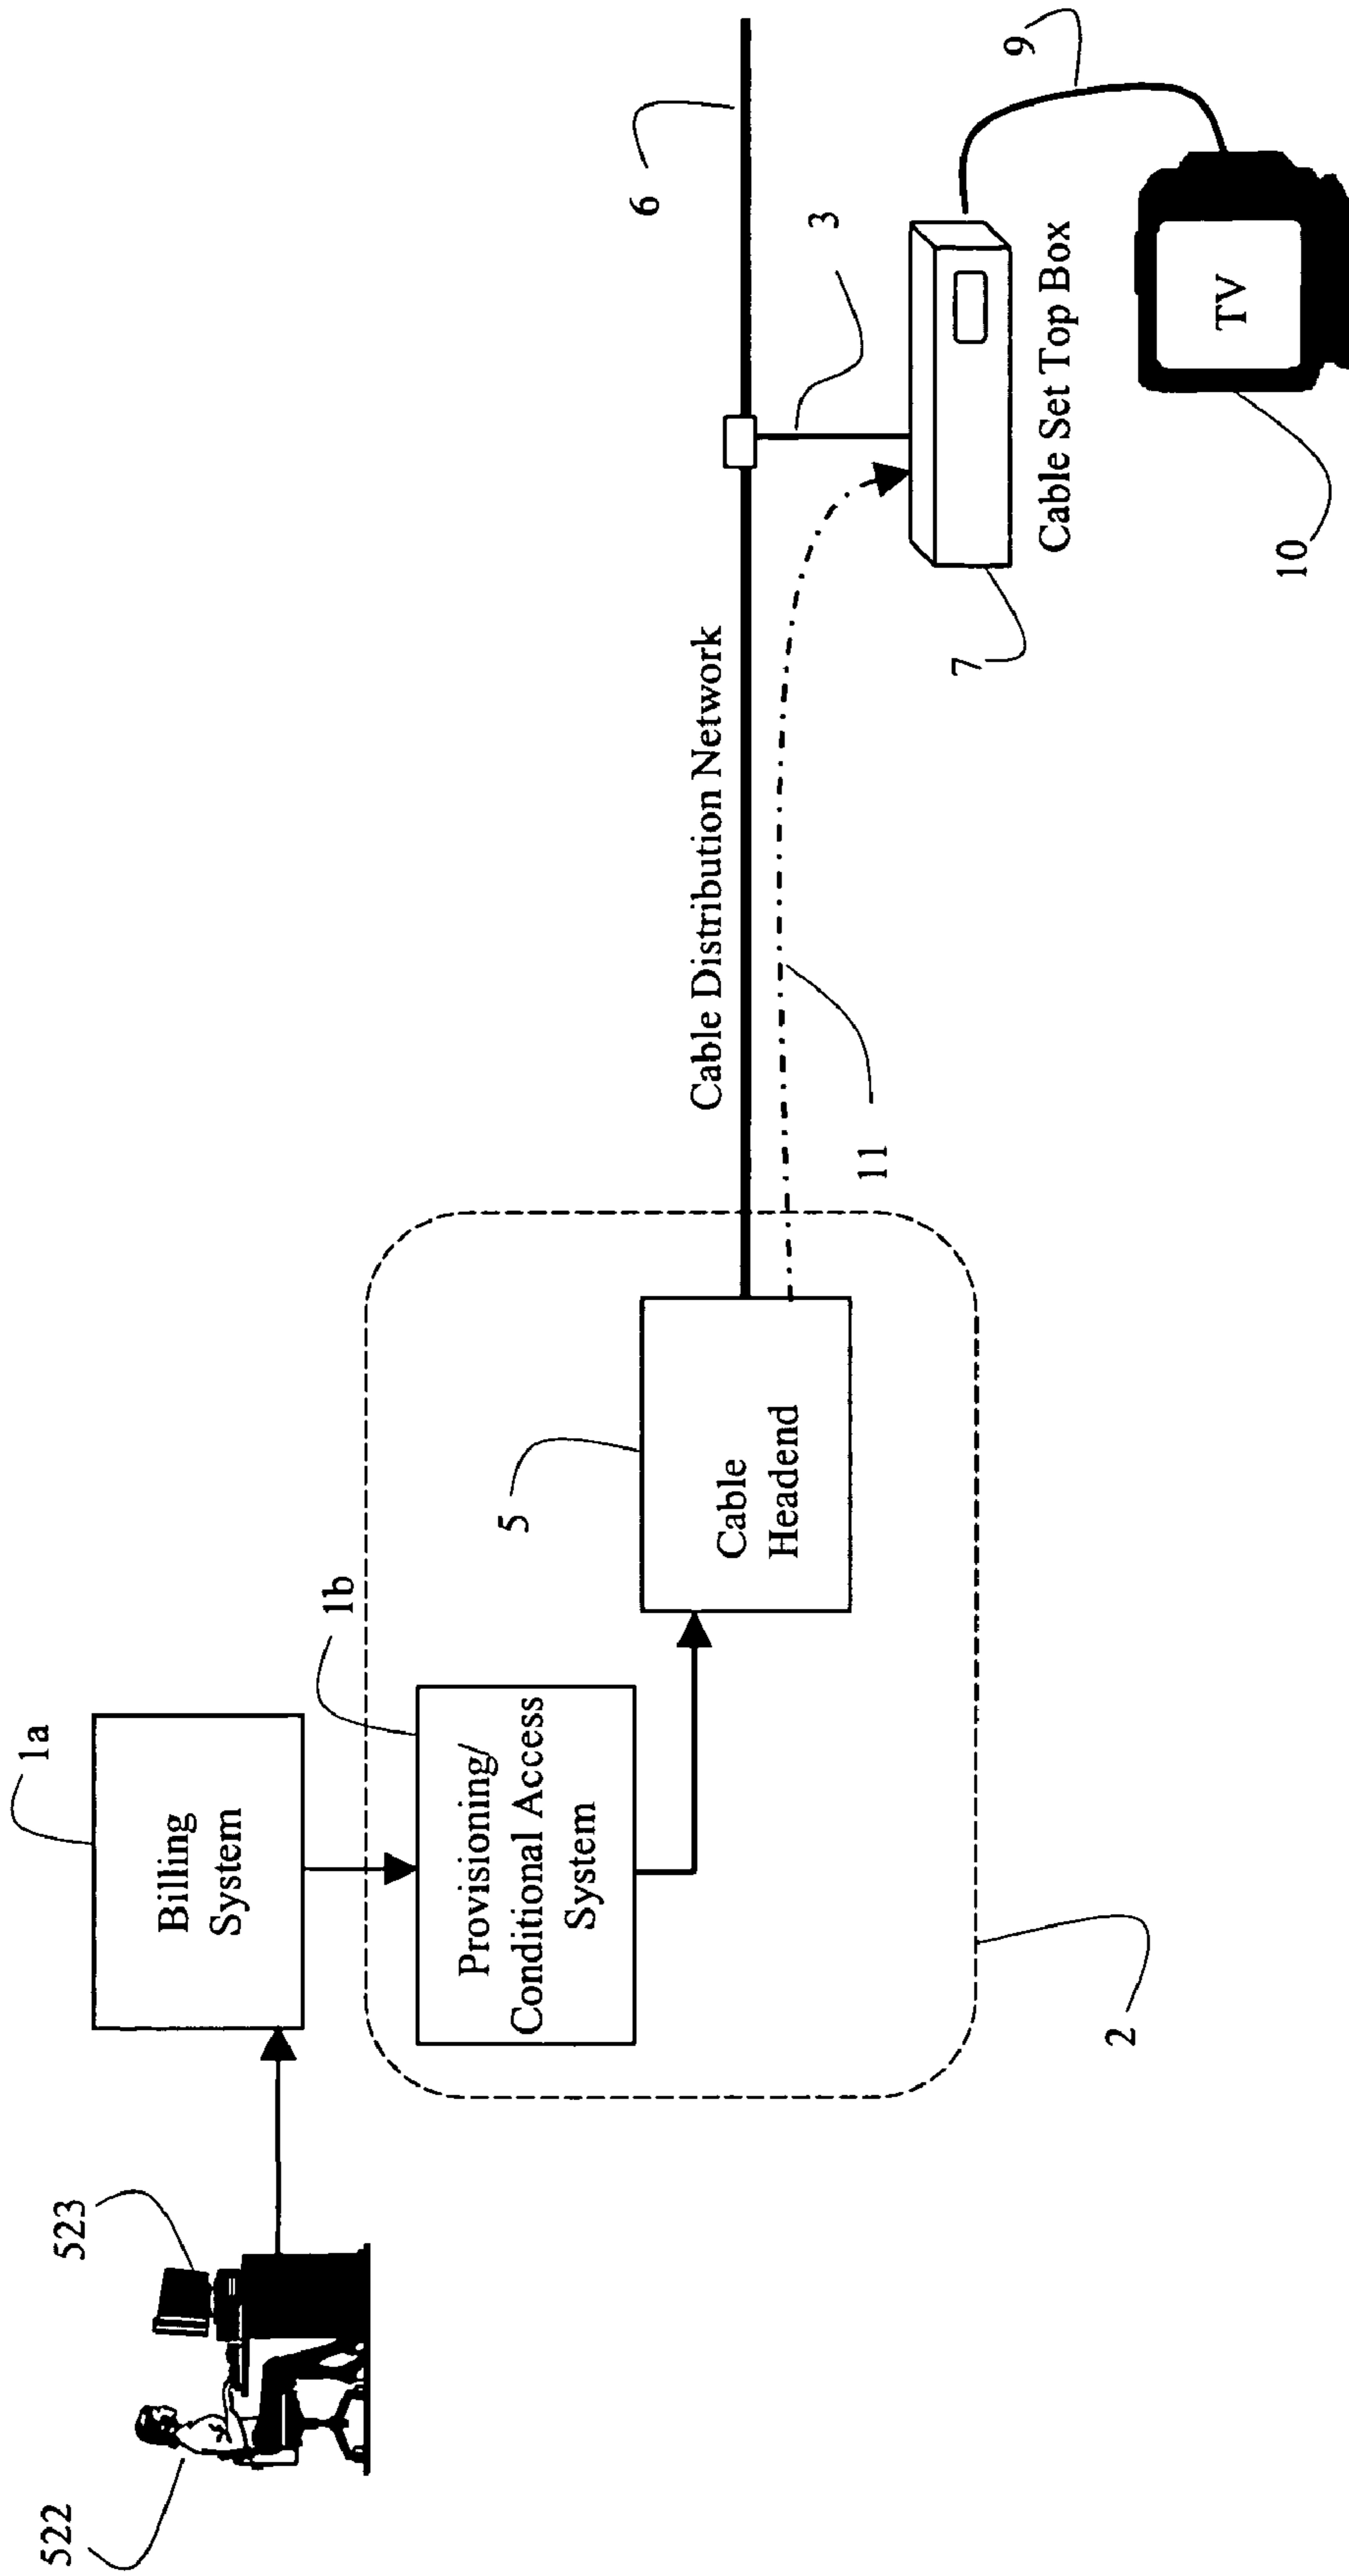 522
523
1a
Billing
System
1b
Provisioning/
Conditional Access
System
5
Cable
Headend
2
Cable Distribution Network
11
6
3
7
Cable Set Top Box
9
TV
10